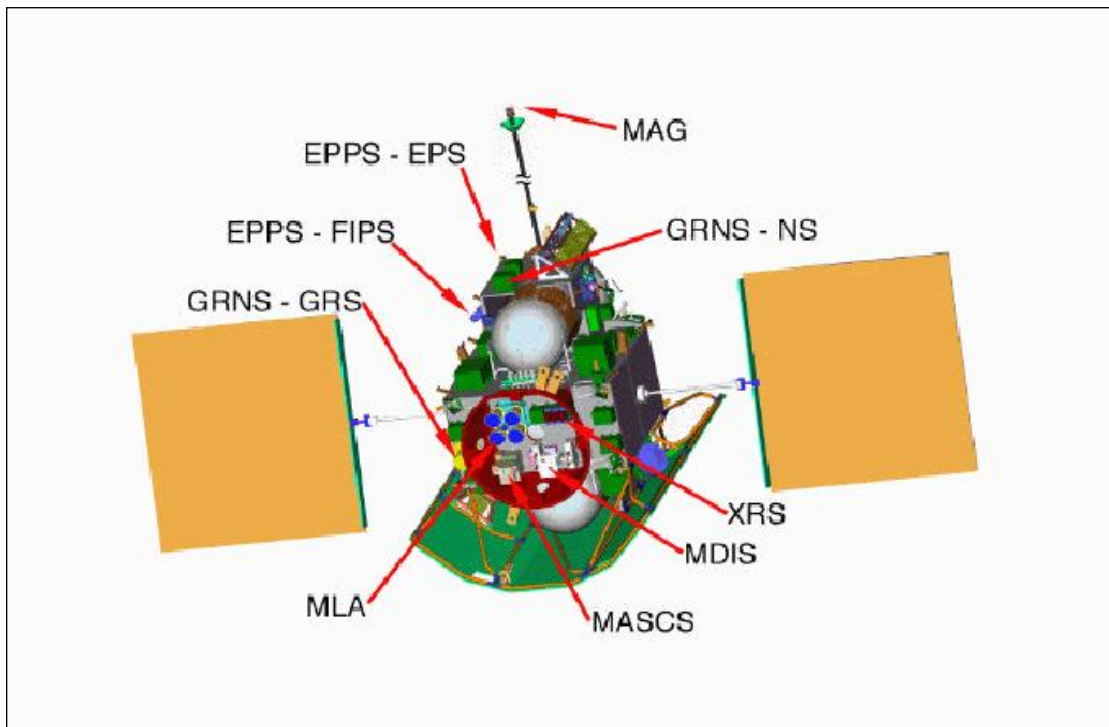 MAG
EPPS - EPS
EPPS - FIPS
GRNS - NS
GRNS - GRS
XRS
MDIS
MLA
MASCS